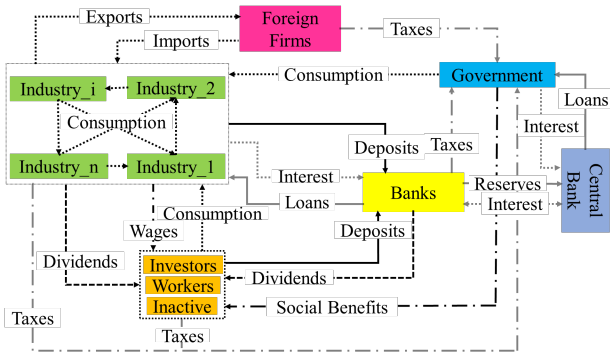 Exports
Foreign
Firms
Taxes
Imports
Industry_i
Industry_2
Consumption
Government
Consumption
Loans
Deposits
Taxes
Interest
Industry_n
Industry_1
Interest
Banks
Reserves
Central
Bank
Loans
Interest
Consumption
Wages
Deposits
Dividends
Investors
Workers
Inactive
Dividends
Social Benefits
Taxes
Taxes